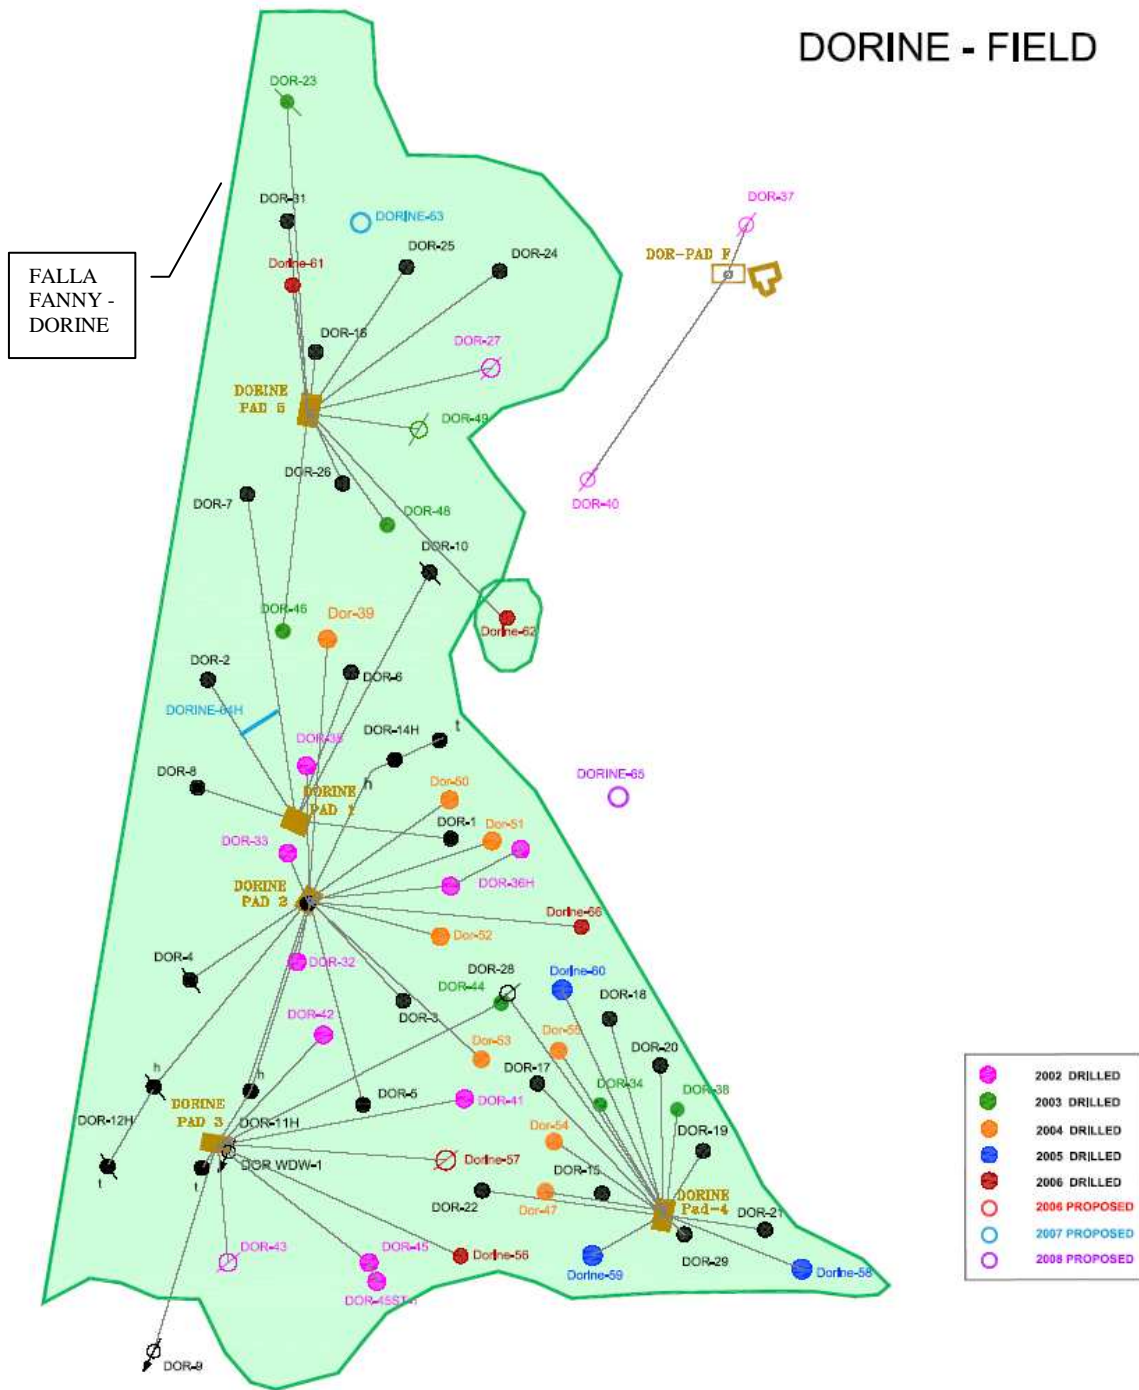 DORINE - FIELD
DOR-23
DOR-37
DOR-31
DORINE-63
DOR-25
DOR-24
DOR-PAD F
FALLA
FANNY -
DORINE
Dorine-61
DOR-16
DOR-27
DORINE
PAD 5
DOR-49
DOR-26
DOR-7
DOR-40
DOR-48
DOR-10
DOR-46
Dor-39
Dorine-62
DOR-2
DOR-6
DORINE-64H
DOR-14H
t
DOR-35
DOR-8
h
DORINE-65
Dor-50
DORINE
PAD 1
DOR-1
Dor-51
DOR-33
DOR-36H
DORINE
PAD 2
Dorine-66
Dor-52
DOR-4
DOR-32
DOR-28
Dorine-60
DOR-44
DOR-3
DOR-18
DOR-42
Dor-53
Dor-55
DOR-20
h
h
DOR-17
DOR-5
DOR-41
DOR-34
DOR-38
DORINE
PAD 3
DOR-12H
DOR-11H
Dor-54
DOR-19
DOR WDW-1
Dorine-57
t
t
DOR-15
DOR-22
Dor-47
DORINE
Pad-4
DOR-21
DOR-43
DOR-45
Dorine-56
DOR-29
Dorine-59
Dorine-58
DOR-45ST-1
DOR-9
2002 DRILLED
2003 DRILLED
2004 DRILLED
2005 DRILLED
2006 DRILLED
2006 PROPOSED
2007 PROPOSED
2008 PROPOSED